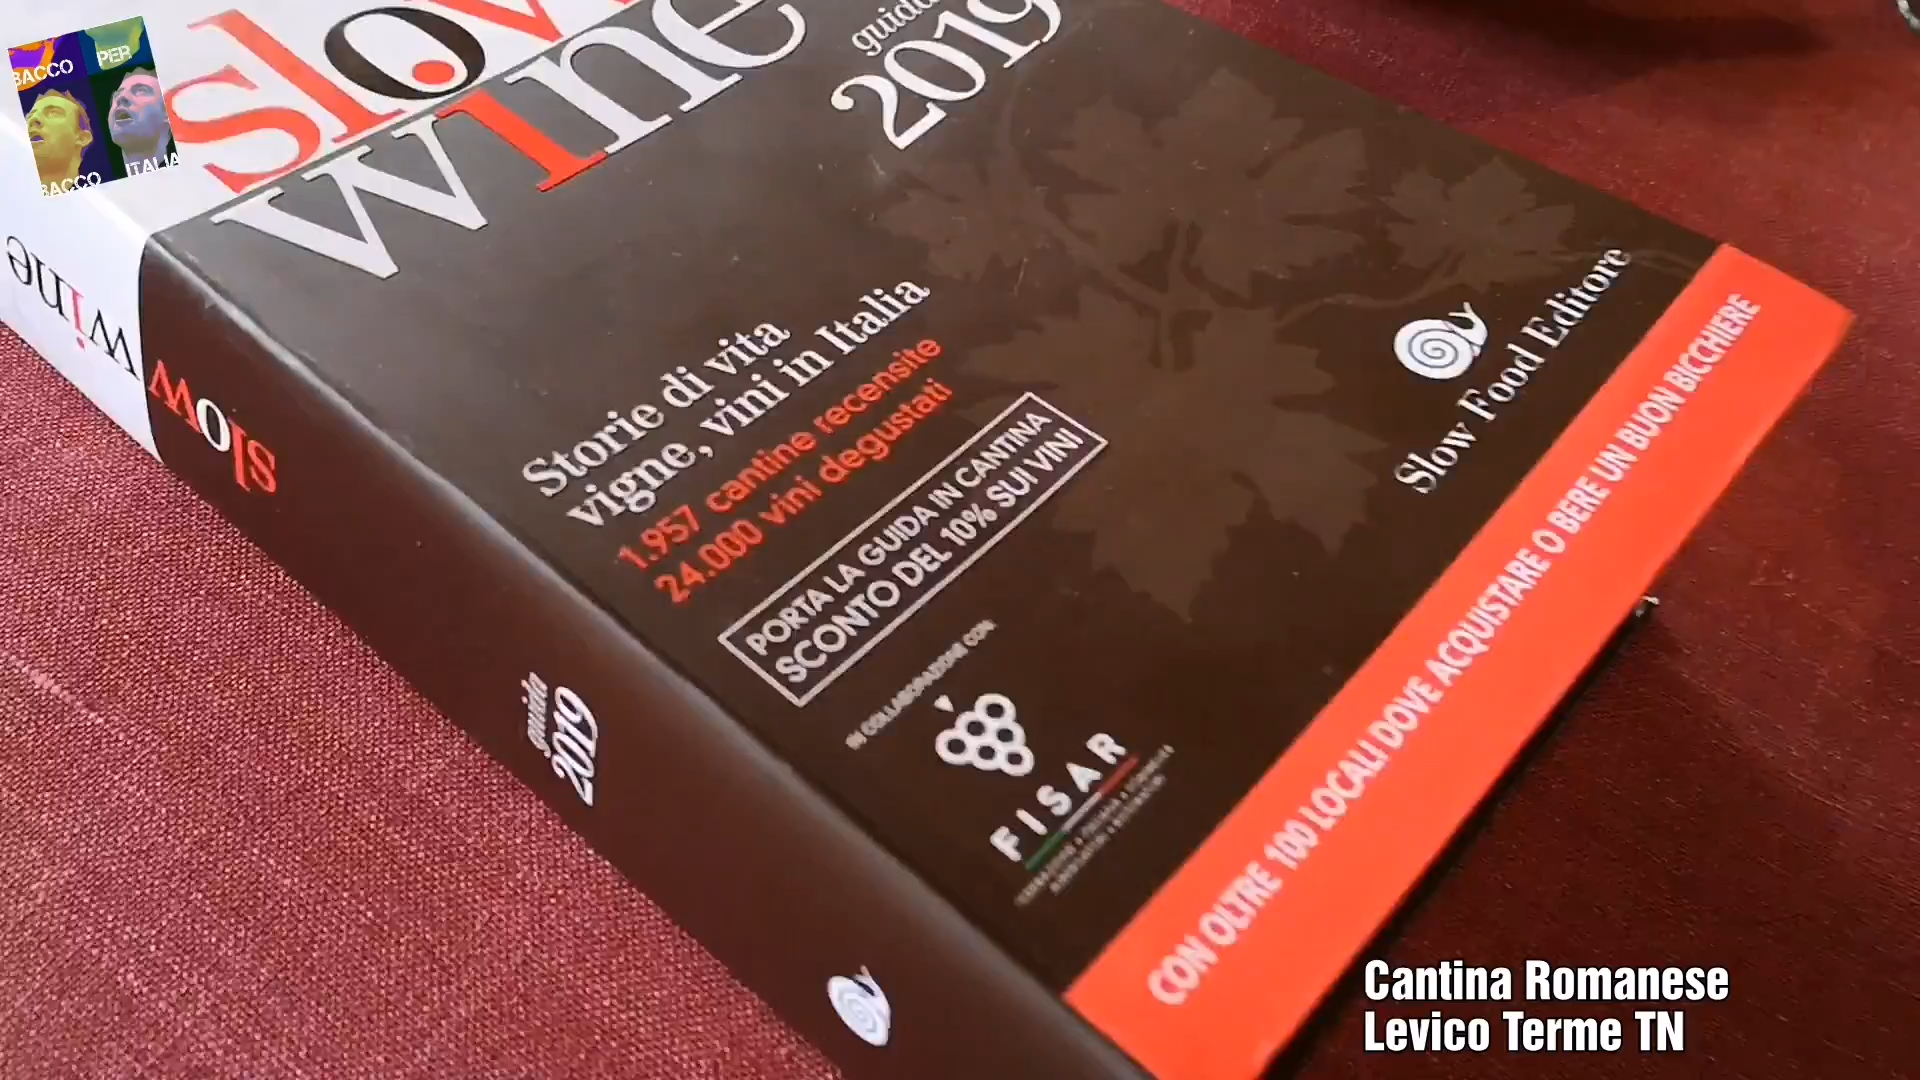 BACCO
PER
BACCO
ITALIA
slow
wine
guida
2019
Storie di vita
vigne, vini in Italia
1.957 cantine recensite
24.000 vini degustati
PORTA LA GUIDA IN CANTINA
SCONTO DEL 10% SUI VINI
IN COLLABORAZIONE CON:
FISAR
Slow Food Editore
CON OLTRE 100 LOCALI DOVE ACQUISTARE O BERE UN BUON BICCHIERE
slow
wine
guida
2019
Cantina Romanese
Levico Terme TN